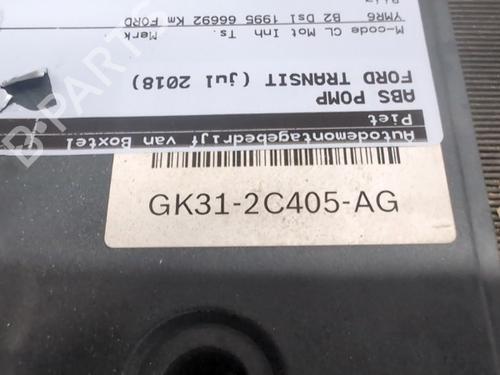 Piet
Autodemontagebedrijf van Boxtel
ABS POMP
FORD TRANSIT (jul 2018)
M-code CL Mot Inh Ts. Merk
YMR6 B2 Dsl 1995 66692 Km FORD
GK31-2C405-AG
B-PARTS